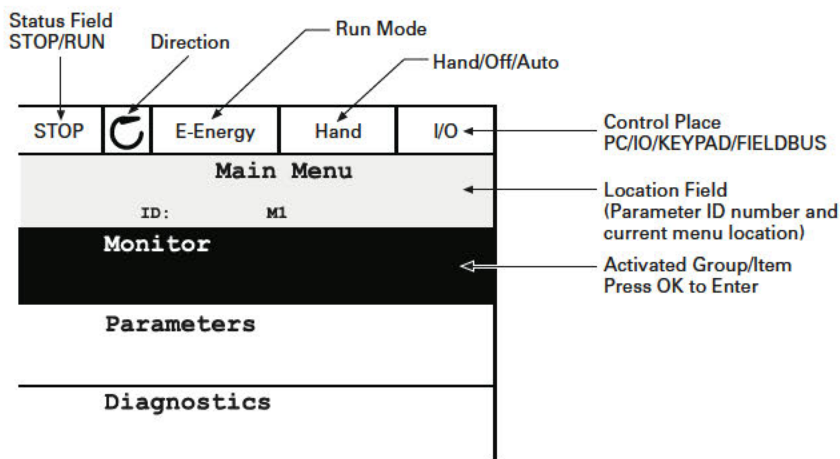 Status Field
STOP/RUN
Direction
Run Mode
Hand/Off/Auto
STOP
E-Energy
Hand
I/O
Control Place
PC/IO/KEYPAD/FIELDBUS
Main Menu
ID: M1
Location Field
(Parameter ID number and
current menu location)
Monitor
Activated Group/Item
Press OK to Enter
Parameters
Diagnostics